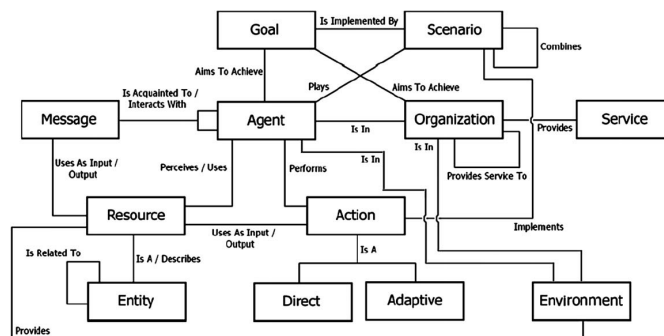 Goal
Is Implemented By
Scenario
Combines
Aims To Achieve
Plays
Aims To Achieve
Is Acquainted To /
Interacts With
Message
Agent
Is In
Organization
Provides
Service
Is In
Is In
Uses As Input /
Output
Perceives / Uses
Performs
Provides Service To
Resource
Uses As Input /
Output
Action
Implements
Is Related To
Is A / Describes
Is A
Entity
Direct
Adaptive
Environment
Provides